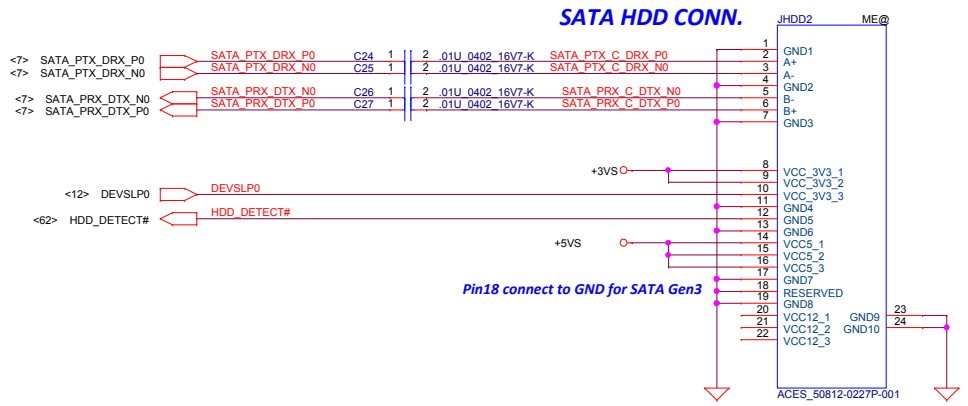 SATA HDD CONN.
JHDD2 ME@
<7> SATA_PTX_DRX_P0 SATA_PTX_DRX_P0 C24 1 2 .01U_0402_16V7-K SATA_PTX_C_DRX_P0
<7> SATA_PTX_DRX_N0 SATA_PTX_DRX_N0 C25 1 2 .01U_0402_16V7-K SATA_PTX_C_DRX_N0
<7> SATA_PRX_DTX_N0 SATA_PRX_DTX_N0 C26 1 2 .01U_0402_16V7-K SATA_PRX_C_DTX_N0
<7> SATA_PRX_DTX_P0 SATA_PRX_DTX_P0 C27 1 2 .01U_0402_16V7-K SATA_PRX_C_DTX_P0
1 GND1
2 A+
3 A-
4 GND2
5 B-
6 B+
7 GND3
+3VS
8 VCC_3V3_1
9 VCC_3V3_2
<12> DEVSLP0 DEVSLP0 10 VCC_3V3_3
11 GND4
<62> HDD_DETECT# HDD_DETECT# 12 GND5
13 GND6
+5VS 14 VCC5_1
15 VCC5_2
16 VCC5_3
17 GND7
Pin18 connect to GND for SATA Gen3 18 RESERVED
19 GND8
20 VCC12_1 GND9 23
21 VCC12_2 GND10 24
22 VCC12_3
ACES_50812-0227P-001